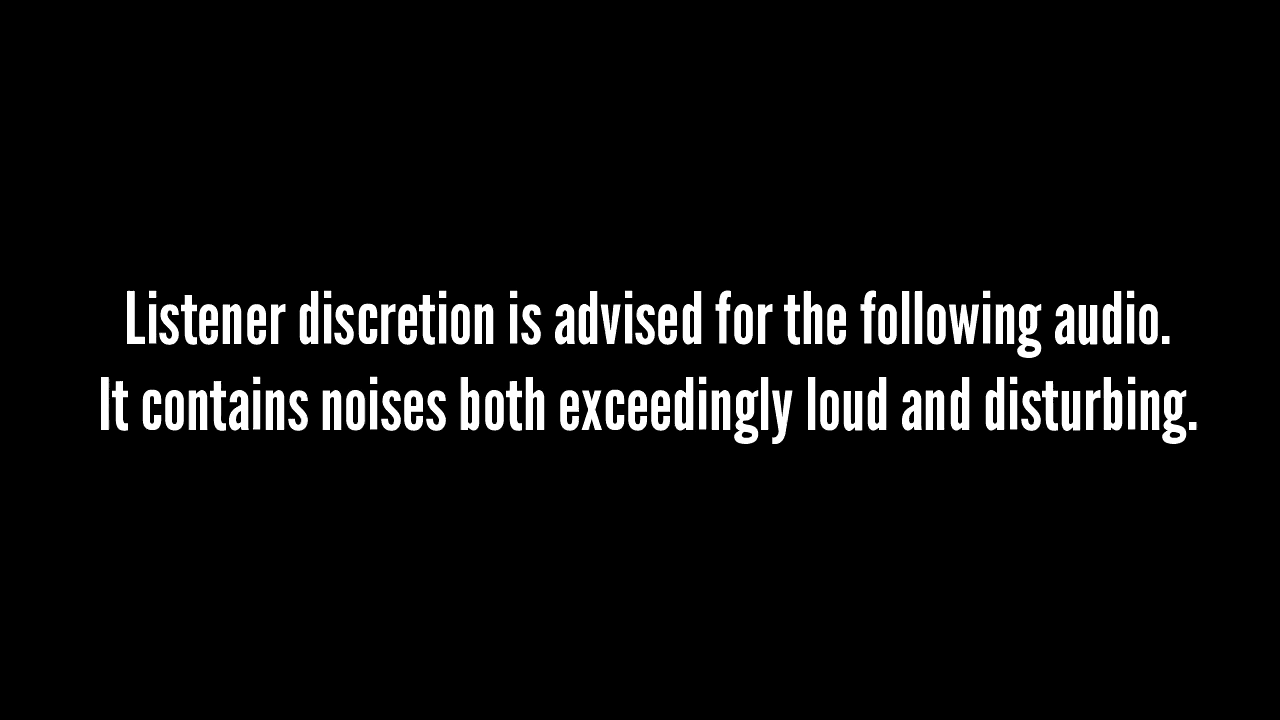 Listener discretion is advised for the following audio.
It contains noises both exceedingly loud and disturbing.